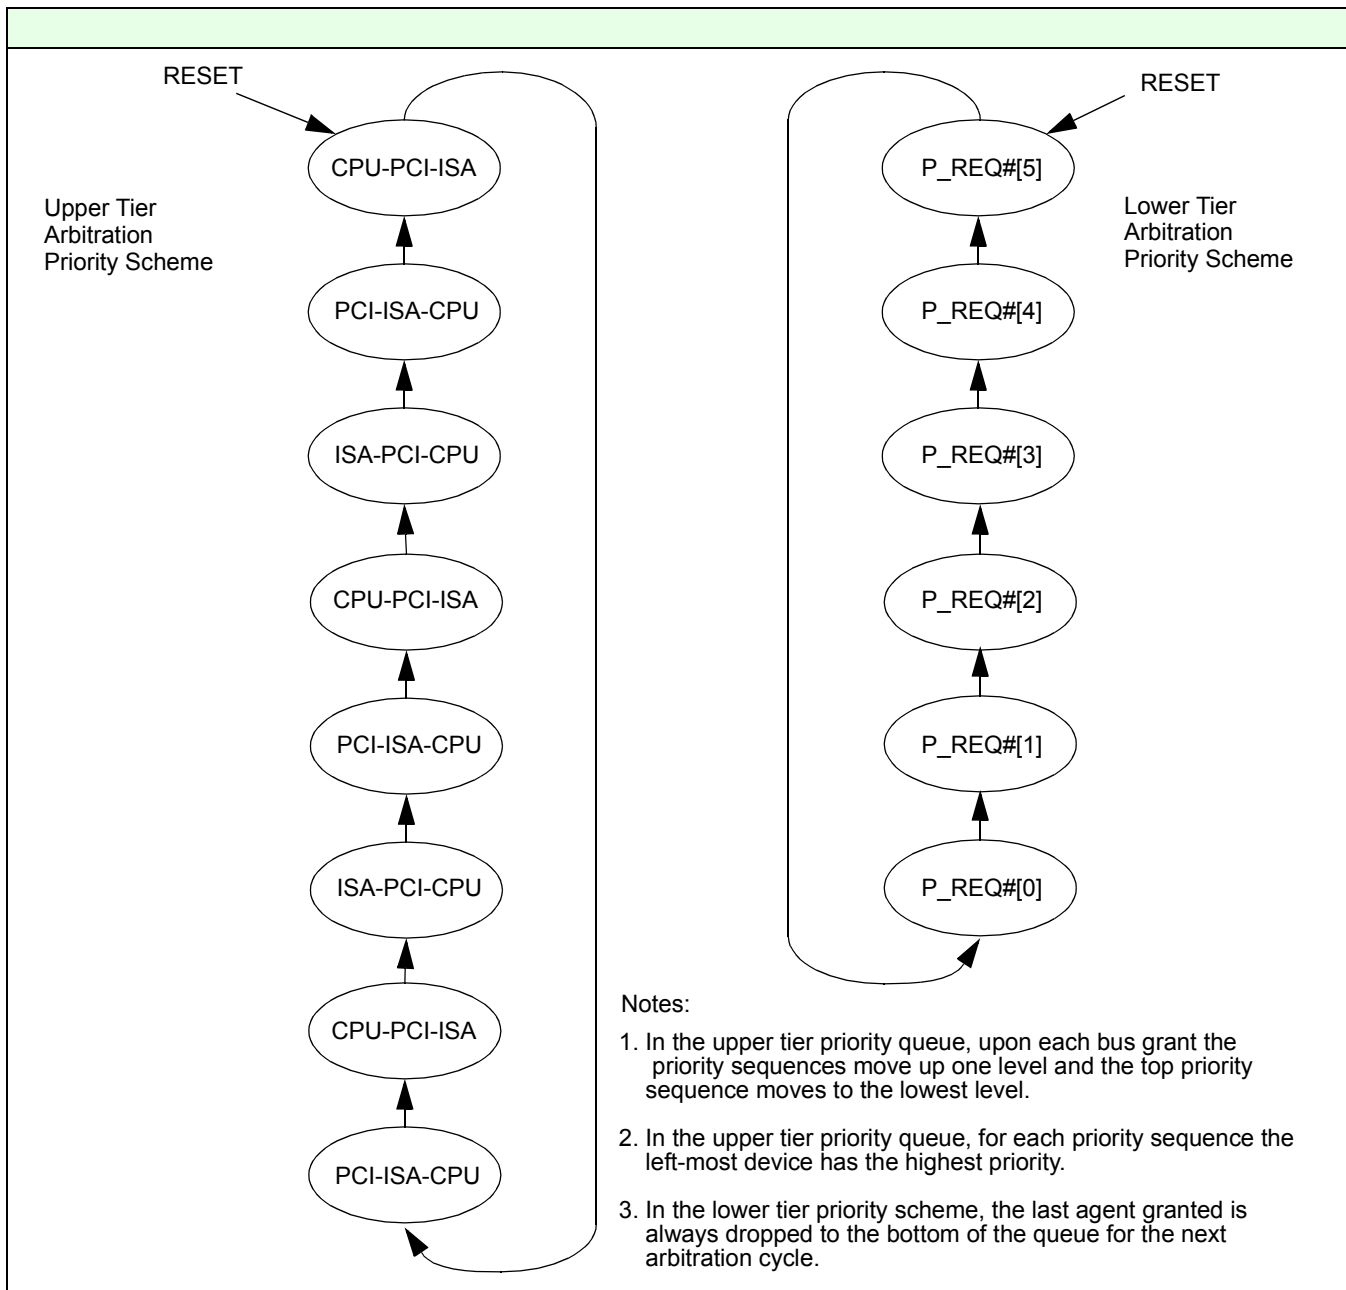 RESET
CPU-PCI-ISA
Upper Tier
Arbitration
Priority Scheme
PCI-ISA-CPU
ISA-PCI-CPU
CPU-PCI-ISA
PCI-ISA-CPU
ISA-PCI-CPU
CPU-PCI-ISA
PCI-ISA-CPU
RESET
P_REQ#[5]
Lower Tier
Arbitration
Priority Scheme
P_REQ#[4]
P_REQ#[3]
P_REQ#[2]
P_REQ#[1]
P_REQ#[0]
Notes:
1. In the upper tier priority queue, upon each bus grant the
priority sequences move up one level and the top priority
sequence moves to the lowest level.
2. In the upper tier priority queue, for each priority sequence the
left-most device has the highest priority.
3. In the lower tier priority scheme, the last agent granted is
always dropped to the bottom of the queue for the next
arbitration cycle.